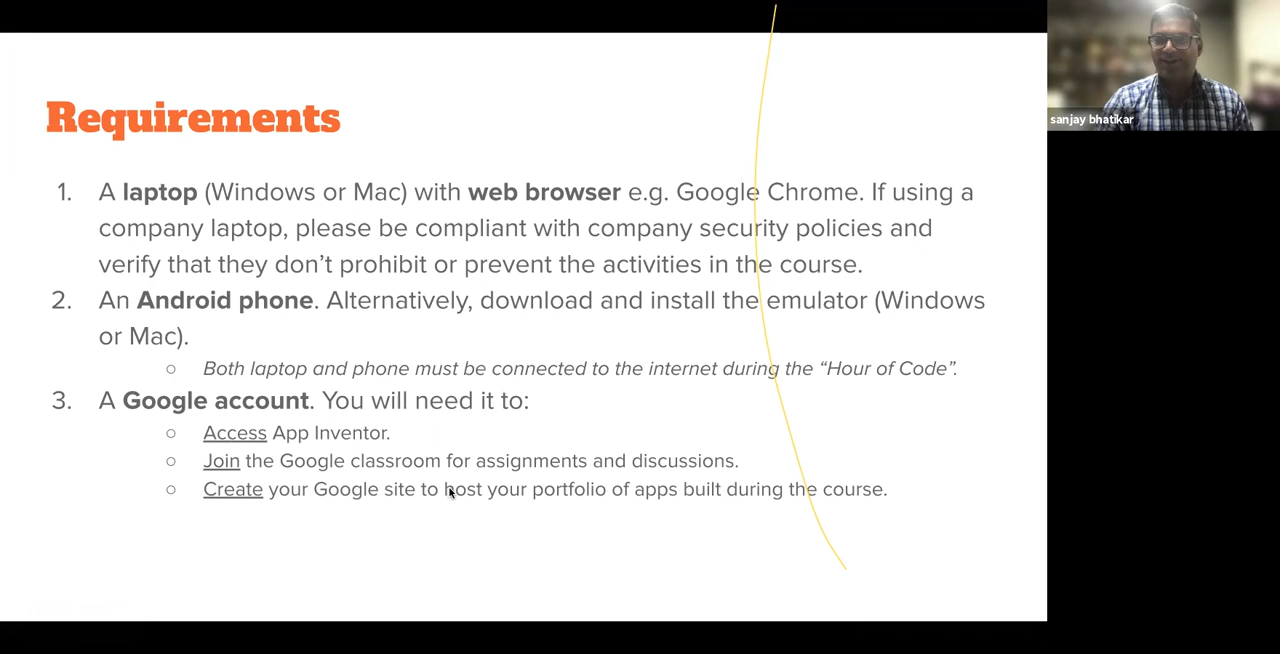 Requirements
sanjay bhatikar
1. A laptop (Windows or Mac) with web browser e.g. Google Chrome. If using a
company laptop, please be compliant with company security policies and
verify that they don’t prohibit or prevent the activities in the course.
2. An Android phone. Alternatively, download and install the emulator (Windows
or Mac).
○ Both laptop and phone must be connected to the internet during the “Hour of Code”.
3. A Google account. You will need it to:
○ Access App Inventor.
○ Join the Google classroom for assignments and discussions.
○ Create your Google site to host your portfolio of apps built during the course.